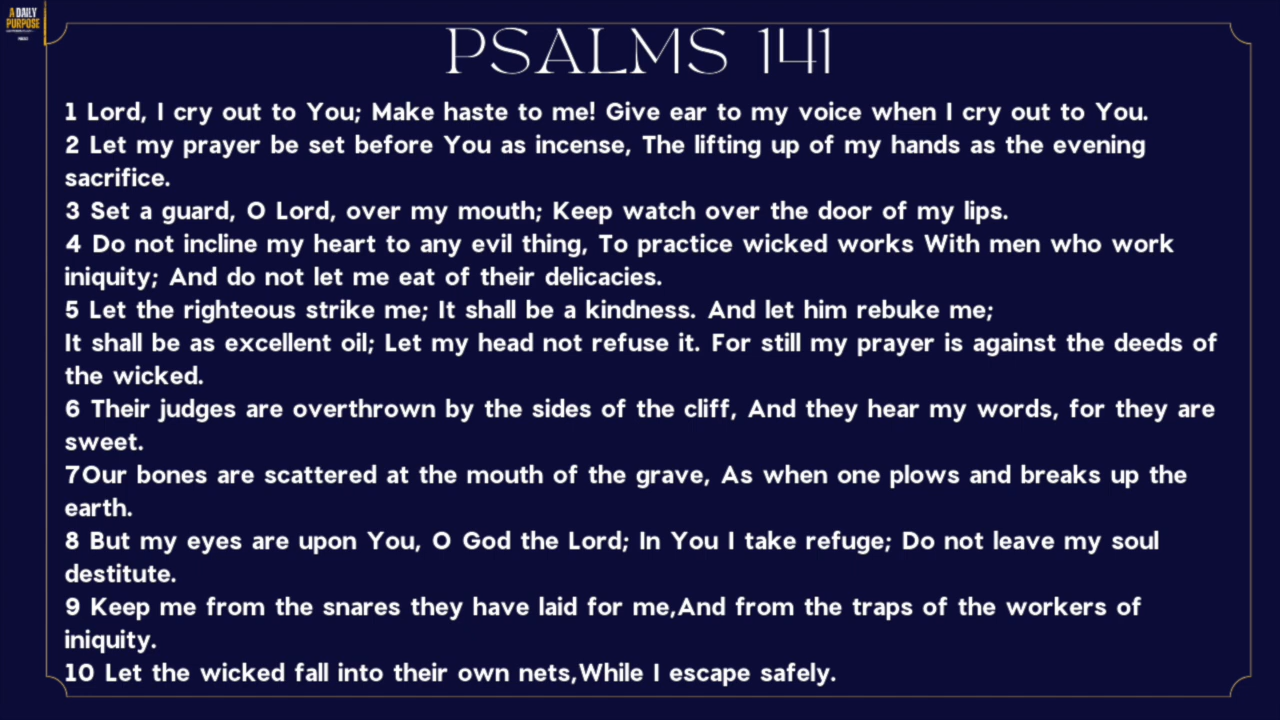 A DAILY
PURPOSE
PSALMS 141
1 Lord, I cry out to You; Make haste to me! Give ear to my voice when I cry out to You.
2 Let my prayer be set before You as incense, The lifting up of my hands as the evening
sacrifice.
3 Set a guard, O Lord, over my mouth; Keep watch over the door of my lips.
4 Do not incline my heart to any evil thing, To practice wicked works With men who work
iniquity; And do not let me eat of their delicacies.
5 Let the righteous strike me; It shall be a kindness. And let him rebuke me;
It shall be as excellent oil; Let my head not refuse it. For still my prayer is against the deeds of
the wicked.
6 Their judges are overthrown by the sides of the cliff, And they hear my words, for they are
sweet.
7Our bones are scattered at the mouth of the grave, As when one plows and breaks up the
earth.
8 But my eyes are upon You, O God the Lord; In You I take refuge; Do not leave my soul
destitute.
9 Keep me from the snares they have laid for me,And from the traps of the workers of
iniquity.
10 Let the wicked fall into their own nets,While I escape safely.